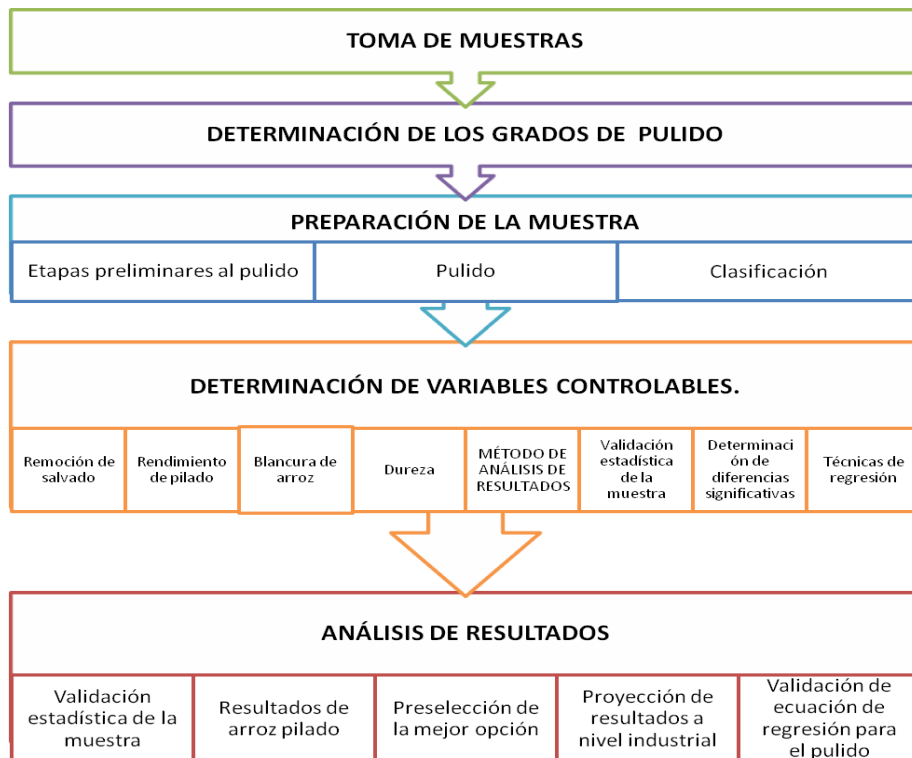 TOMA DE MUESTRAS
DETERMINACIÓN DE LOS GRADOS DE PULIDO
PREPARACIÓN DE LA MUESTRA
Etapas preliminares al pulido
Pulido
Clasificación
DETERMINACIÓN DE VARIABLES CONTROLABLES.
Remoción de
salvado
Rendimiento
de pilado
Blancura de
arroz
Dureza
MÉTODO DE
ANÁLISIS DE
RESULTADOS
Validación
estadística
de la
muestra
Determinaci
ón de
diferencias
significativas
Técnicas de
regresión
ANÁLISIS DE RESULTADOS
Validación
estadística de la
muestra
Resultados de
arroz pilado
Preselección de
la mejor opción
Proyección de
resultados a
nivel industrial
Validación de
ecuación de
regresión para
el pulido